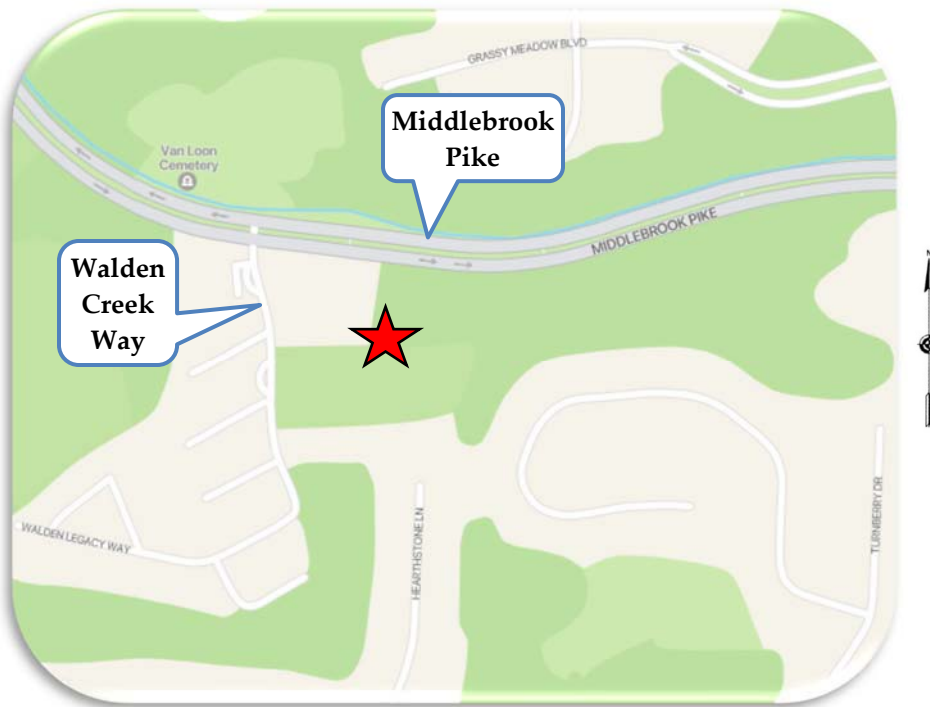 GRASSY MEADOW BLVD
Middlebrook
Pike
Van Loon
Cemetery
MIDDLEBROOK PIKE
Walden
Creek
Way
WALDEN LEGACY WAY
HEARTHSTONE LN
TURNBERRY DR